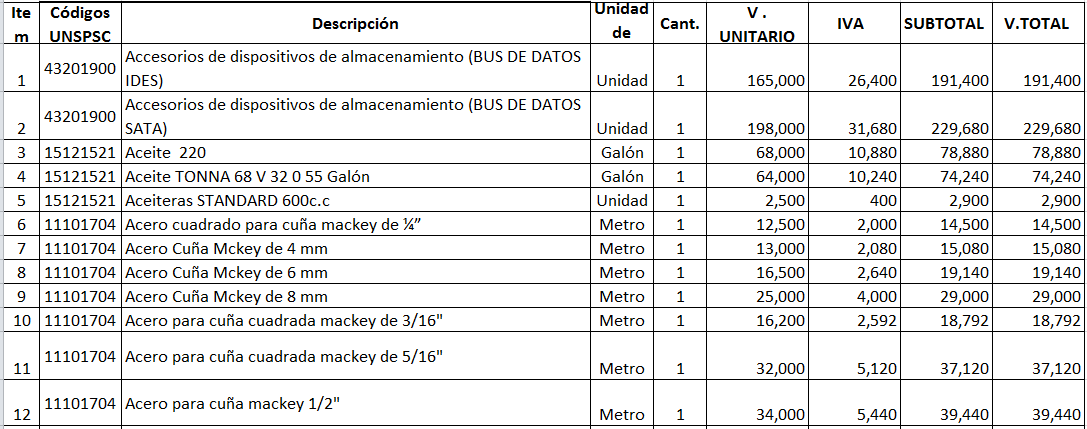 Ite m Códigos UNSPSC Descripción Unidad de Cant. V . UNITARIO IVA SUBTOTAL V.TOTAL
1 43201900 Accesorios de dispositivos de almacenamiento (BUS DE DATOS IDES) Unidad 1 165,000 26,400 191,400 191,400
2 43201900 Accesorios de dispositivos de almacenamiento (BUS DE DATOS SATA) Unidad 1 198,000 31,680 229,680 229,680
3 15121521 Aceite 220 Galón 1 68,000 10,880 78,880 78,880
4 15121521 Aceite TONNA 68 V 32 0 55 Galón Galón 1 64,000 10,240 74,240 74,240
5 15121521 Aceiteras STANDARD 600c.c Unidad 1 2,500 400 2,900 2,900
6 11101704 Acero cuadrado para cuña mackey de ¼” Metro 1 12,500 2,000 14,500 14,500
7 11101704 Acero Cuña Mckey de 4 mm Metro 1 13,000 2,080 15,080 15,080
8 11101704 Acero Cuña Mckey de 6 mm Metro 1 16,500 2,640 19,140 19,140
9 11101704 Acero Cuña Mckey de 8 mm Metro 1 25,000 4,000 29,000 29,000
10 11101704 Acero para cuña cuadrada mackey de 3/16" Metro 1 16,200 2,592 18,792 18,792
11 11101704 Acero para cuña cuadrada mackey de 5/16" Metro 1 32,000 5,120 37,120 37,120
12 11101704 Acero para cuña mackey 1/2" Metro 1 34,000 5,440 39,440 39,440